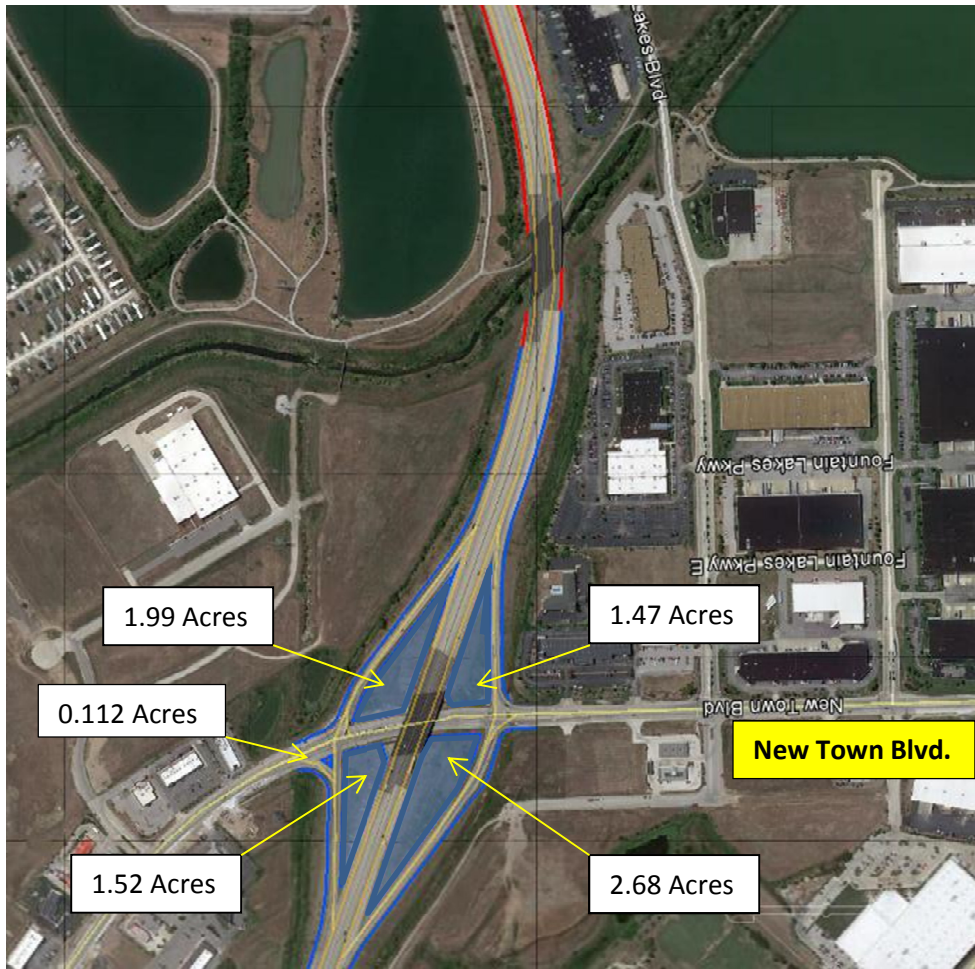 Lakes Blvd
Fountain Lakes Pkwy
Fountain Lakes Pkwy E
1.99 Acres
1.47 Acres
0.112 Acres
New Town Blvd
New Town Blvd.
1.52 Acres
2.68 Acres